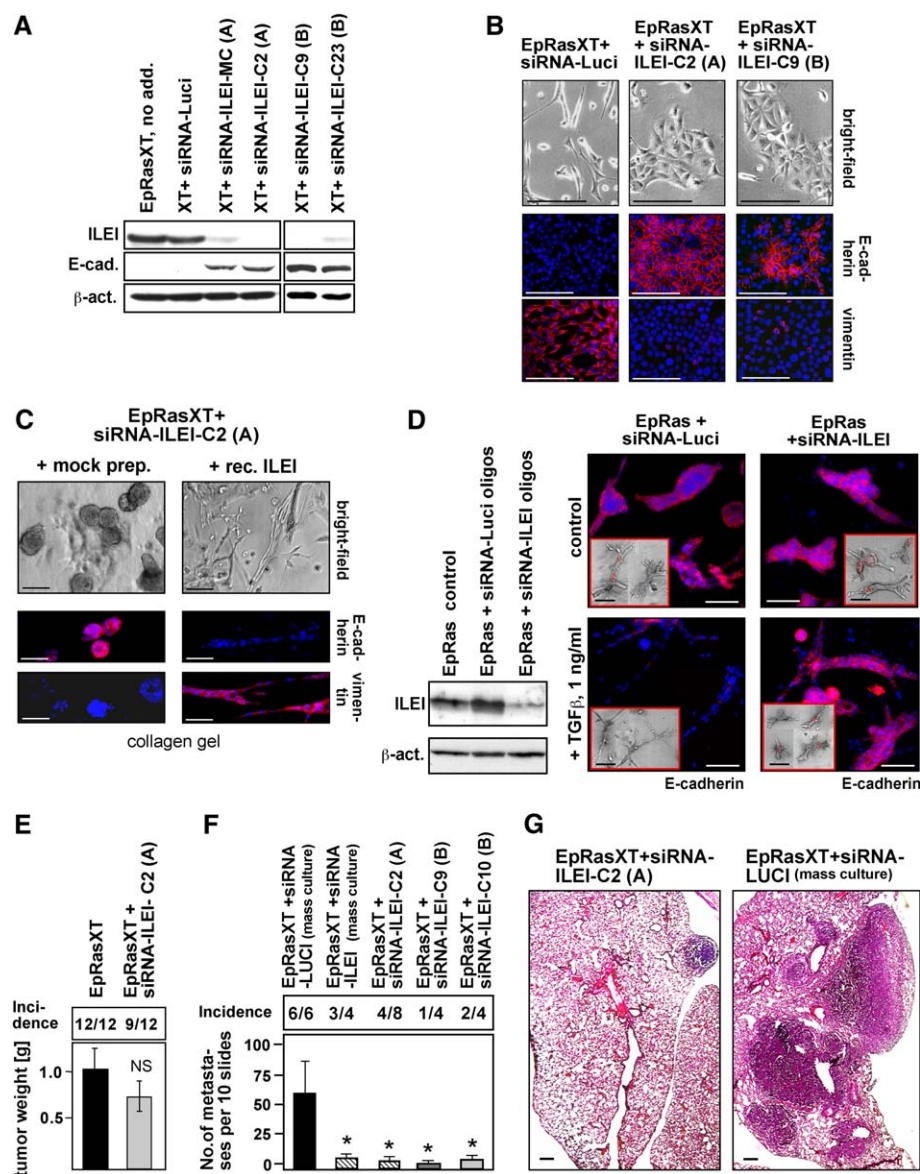 A
EpRasXT, no add.
XT+ siRNA-Luci
XT+ siRNA-ILEI-MC (A)
XT+ siRNA-ILEI-C2 (A)
XT+ siRNA-ILEI-C9 (B)
XT+ siRNA-ILEI-C23 (B)
ILEI
E-cad.
β-act.
B
EpRasXT+
siRNA-Luci
EpRasXT
+ siRNA-
ILEI-C2 (A)
EpRasXT
+ siRNA-
ILEI-C9 (B)
bright-field
E-cad-
herin
vimentin
C
EpRasXT+
siRNA-ILEI-C2 (A)
+ mock prep.
+ rec. ILEI
bright-field
E-cad-
herin
vimen-
tin
collagen gel
D
EpRas control
EpRas + siRNA-Luci oligos
EpRas + siRNA-ILEI oligos
ILEI
β-act.
EpRas +
siRNA-Luci
EpRas
+siRNA-ILEI
control
+ TGFβ, 1 ng/ml
E-cadherin
E-cadherin
E
EpRasXT
EpRasXT +
siRNA-ILEI- C2 (A)
Inci-
dence
12/12
9/12
tumor weight [g]
1.0
0.5
NS
F
EpRasXT +siRNA
-LUCI (mass culture)
EpRasXT +siRNA
-ILEI (mass culture)
EpRasXT +
siRNA-ILEI-C2 (A)
EpRasXT +
siRNA-ILEI-C9 (B)
EpRasXT +
siRNA-ILEI-C10 (B)
Incidence
6/6
3/4
4/8
1/4
2/4
No. of metasta-
ses per 10 slides
100
75
50
25
0
* * * *
G
EpRasXT+siRNA-
ILEI-C2 (A)
EpRasXT+siRNA-
LUCI (mass culture)